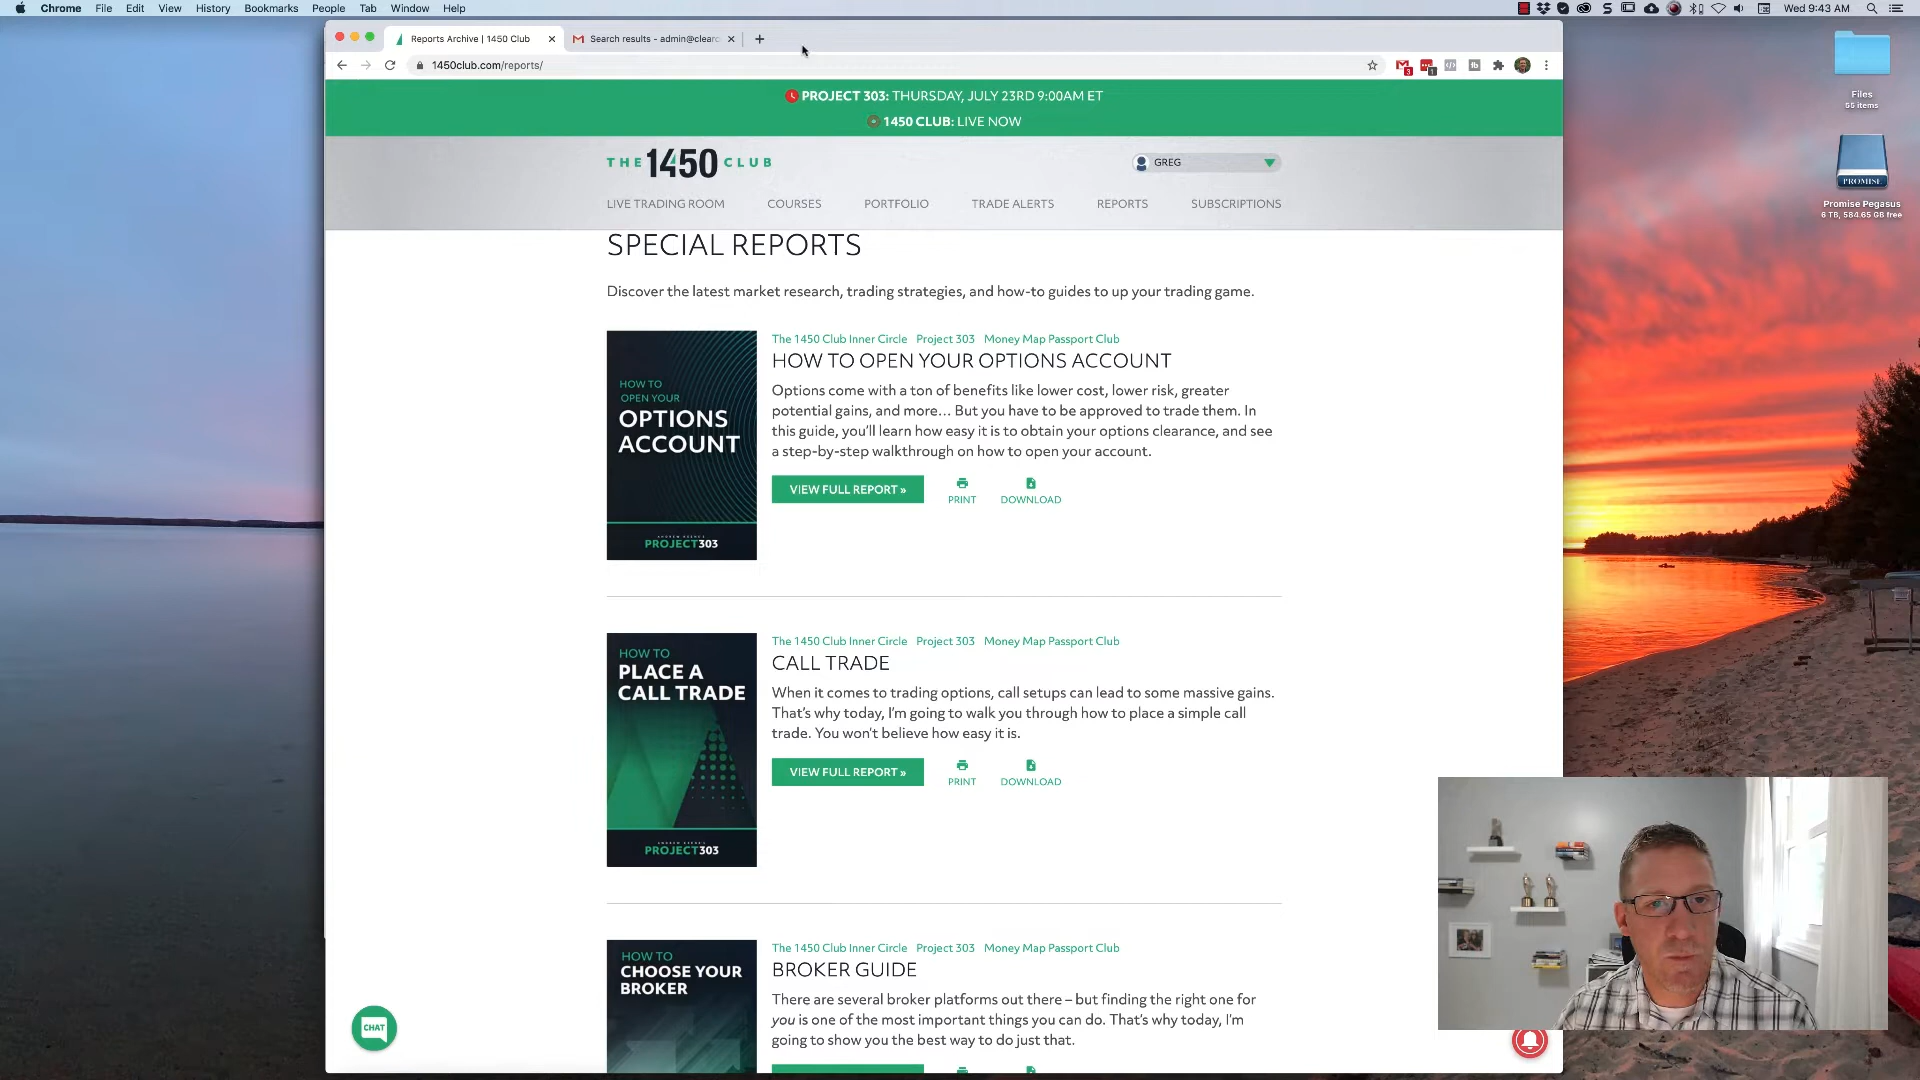 Chrome File Edit View History Bookmarks People Tab Window Help
Wed 9:43 AM
Reports Archive | 1450 Club
Search results - admin@clearc
1450club.com/reports/
3
1
PROJECT 303: THURSDAY, JULY 23RD 9:00AM ET
1450 CLUB: LIVE NOW
THE 1450 CLUB
GREG
LIVE TRADING ROOM COURSES PORTFOLIO TRADE ALERTS REPORTS SUBSCRIPTIONS
SPECIAL REPORTS
Discover the latest market research, trading strategies, and how-to guides to up your trading game.
HOW TO
OPEN YOUR
OPTIONS
ACCOUNT
PROJECT303
The 1450 Club Inner Circle Project 303 Money Map Passport Club
HOW TO OPEN YOUR OPTIONS ACCOUNT
Options come with a ton of benefits like lower cost, lower risk, greater
potential gains, and more… But you have to be approved to trade them. In
this guide, you'll learn how easy it is to obtain your options clearance, and see
a step-by-step walkthrough on how to open your account.
VIEW FULL REPORT »
PRINT
DOWNLOAD
HOW TO
PLACE A
CALL TRADE
PROJECT303
The 1450 Club Inner Circle Project 303 Money Map Passport Club
CALL TRADE
When it comes to trading options, call setups can lead to some massive gains.
That's why today, I'm going to walk you through how to place a simple call
trade. You won't believe how easy it is.
VIEW FULL REPORT »
PRINT
DOWNLOAD
HOW TO
CHOOSE YOUR
BROKER
The 1450 Club Inner Circle Project 303 Money Map Passport Club
BROKER GUIDE
There are several broker platforms out there – but finding the right one for
you is one of the most important things you can do. That's why today, I'm
going to show you the best way to do just that.
CHAT
Files
55 items
PROMISE
Promise Pegasus
6 TB, 584.65 GB free